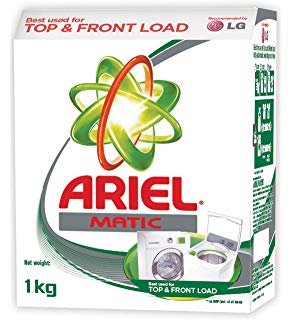 Best used for
TOP & FRONT LOAD
Recommended by
LG
ARIEL
MATIC
Net weight:
1kg
Best used for
TOP & FRONT LOAD